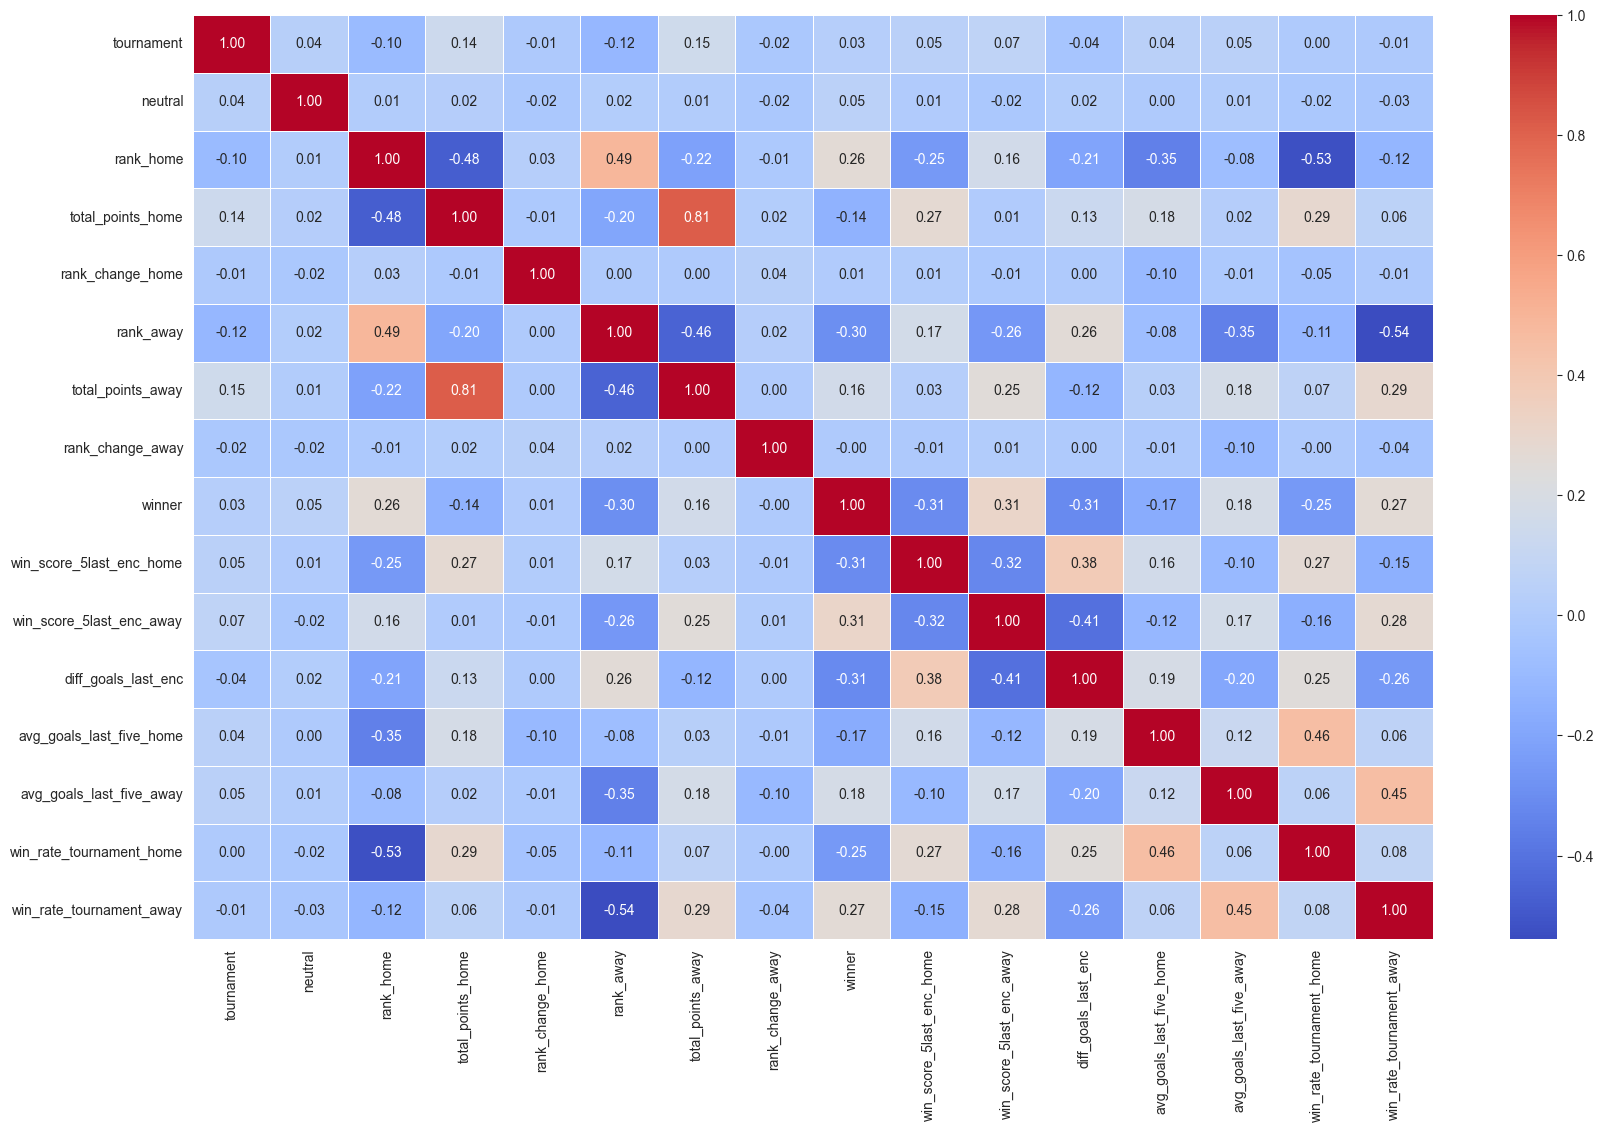 tournament 1.00 0.04 -0.10 0.14 -0.01 -0.12 0.15 -0.02 0.03 0.05 0.07 -0.04 0.04 0.05 0.00 -0.01
neutral 0.04 1.00 0.01 0.02 -0.02 0.02 0.01 -0.02 0.05 0.01 -0.02 0.02 0.00 0.01 -0.02 -0.03
rank_home -0.10 0.01 1.00 -0.48 0.03 0.49 -0.22 -0.01 0.26 -0.25 0.16 -0.21 -0.35 -0.08 -0.53 -0.12
total_points_home 0.14 0.02 -0.48 1.00 -0.01 -0.20 0.81 0.02 -0.14 0.27 0.01 0.13 0.18 0.02 0.29 0.06
rank_change_home -0.01 -0.02 0.03 -0.01 1.00 0.00 0.00 0.04 0.01 0.01 -0.01 0.00 -0.10 -0.01 -0.05 -0.01
rank_away -0.12 0.02 0.49 -0.20 0.00 1.00 -0.46 0.02 -0.30 0.17 -0.26 0.26 -0.08 -0.35 -0.11 -0.54
total_points_away 0.15 0.01 -0.22 0.81 0.00 -0.46 1.00 0.00 0.16 0.03 0.25 -0.12 0.03 0.18 0.07 0.29
rank_change_away -0.02 -0.02 -0.01 0.02 0.04 0.02 0.00 1.00 -0.00 -0.01 0.01 0.00 -0.01 -0.10 -0.00 -0.04
winner 0.03 0.05 0.26 -0.14 0.01 -0.30 0.16 -0.00 1.00 -0.31 0.31 -0.31 -0.17 0.18 -0.25 0.27
win_score_5last_enc_home 0.05 0.01 -0.25 0.27 0.01 0.17 0.03 -0.01 -0.31 1.00 -0.32 0.38 0.16 -0.10 0.27 -0.15
win_score_5last_enc_away 0.07 -0.02 0.16 0.01 -0.01 -0.26 0.25 0.01 0.31 -0.32 1.00 -0.41 -0.12 0.17 -0.16 0.28
diff_goals_last_enc -0.04 0.02 -0.21 0.13 0.00 0.26 -0.12 0.00 -0.31 0.38 -0.41 1.00 0.19 -0.20 0.25 -0.26
avg_goals_last_five_home 0.04 0.00 -0.35 0.18 -0.10 -0.08 0.03 -0.01 -0.17 0.16 -0.12 0.19 1.00 0.12 0.46 0.06
avg_goals_last_five_away 0.05 0.01 -0.08 0.02 -0.01 -0.35 0.18 -0.10 0.18 -0.10 0.17 -0.20 0.12 1.00 0.06 0.45
win_rate_tournament_home 0.00 -0.02 -0.53 0.29 -0.05 -0.11 0.07 -0.00 -0.25 0.27 -0.16 0.25 0.46 0.06 1.00 0.08
win_rate_tournament_away -0.01 -0.03 -0.12 0.06 -0.01 -0.54 0.29 -0.04 0.27 -0.15 0.28 -0.26 0.06 0.45 0.08 1.00
tournament
neutral
rank_home
total_points_home
rank_change_home
rank_away
total_points_away
rank_change_away
winner
win_score_5last_enc_home
win_score_5last_enc_away
diff_goals_last_enc
avg_goals_last_five_home
avg_goals_last_five_away
win_rate_tournament_home
win_rate_tournament_away
1.0
0.8
0.6
0.4
0.2
0.0
−0.2
−0.4